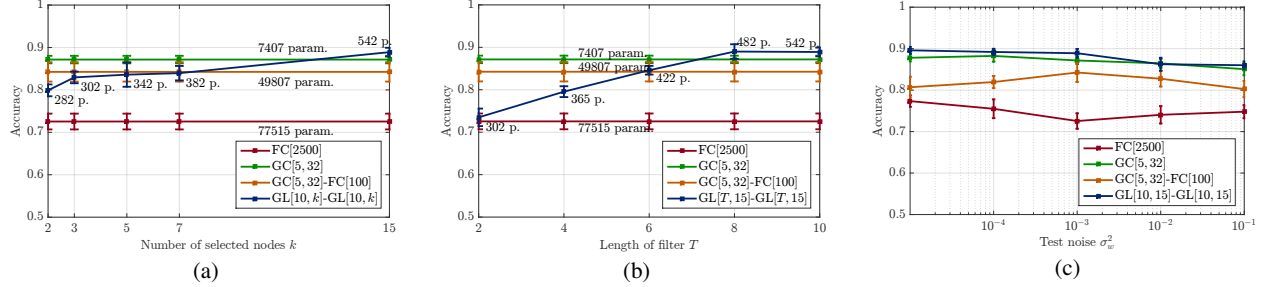 1
0.9
0.8
0.7
0.6
0.5
Accuracy
7407 param.
542 p.
302 p.
342 p.
382 p.
49807 param.
282 p.
77515 param.
FC[2500]
GC[5, 32]
GC[5, 32]-FC[100]
GL[10, k]-GL[10, k]
2 3 5 7 15
Number of selected nodes k
(a)
1
0.9
0.8
0.7
0.6
0.5
Accuracy
482 p.
542 p.
7407 param.
49807 param.
422 p.
365 p.
302 p.
77515 param.
FC[2500]
GC[5, 32]
GC[5, 32]-FC[100]
GL[T, 15]-GL[T, 15]
2 4 6 8 10
Length of filter T
(b)
1
0.9
0.8
0.7
0.6
0.5
Accuracy
FC[2500]
GC[5, 32]
GC[5, 32]-FC[100]
GL[10, 15]-GL[10, 15]
10⁻⁴ 10⁻³ 10⁻² 10⁻¹
Test noise σ²w
(c)